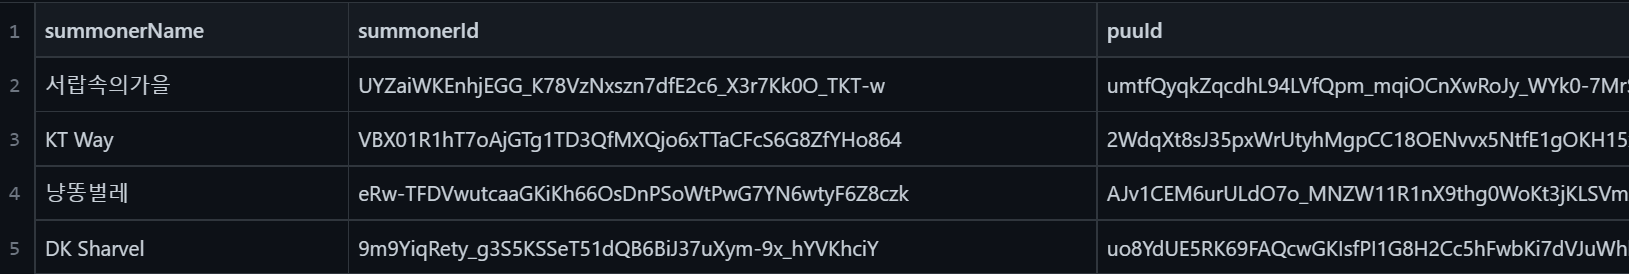 1 summonerName summonerId puuId
2 서랍속의가을 UYZaiWKEnhjEGG_K78VzNxszn7dfE2c6_X3r7Kk0O_TKT-w umtfQyqkZqcdhL94LVfQpm_mqiOCnXwRoJy_WYk0-7Mr
3 KT Way VBX01R1hT7oAjGTg1TD3QfMXQjo6xTTaCFcS6G8ZfYHo864 2WdqXt8sJ35pxWrUtyhMgpCC18OENvvx5NtfE1gOKH15
4 냥똥벌레 eRw-TFDVwutcaaGKiKh66OsDnPSoWtPwG7YN6wtyF6Z8czk AJv1CEM6urULdO7o_MNZW11R1nX9thg0WoKt3jKLSVm
5 DK Sharvel 9m9YiqRety_g3S5KSSeT51dQB6BiJ37uXym-9x_hYVKhciY uo8YdUE5RK69FAQcwGKIsfPI1G8H2Cc5hFwbKi7dVJuWh